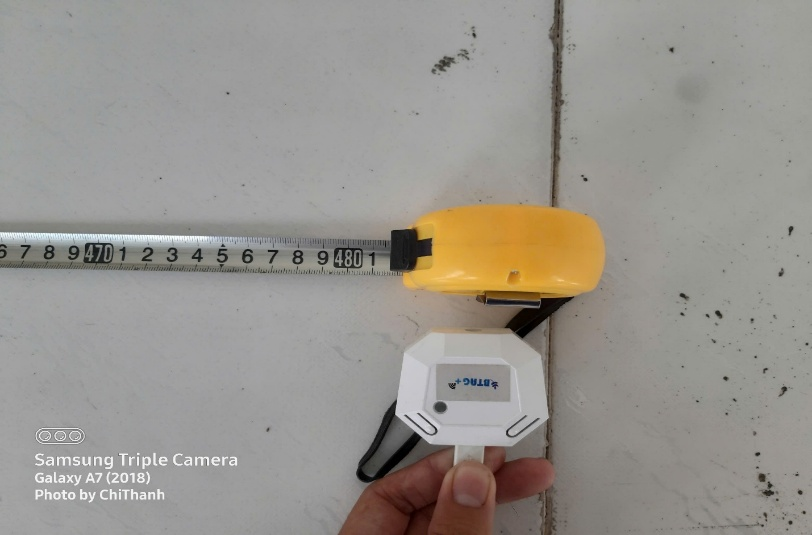 6 7 8 9 470 1 2 3 4 5 6 7 8 9 480 1
BTAG+
Samsung Triple Camera
Galaxy A7 (2018)
Photo by ChiThanh